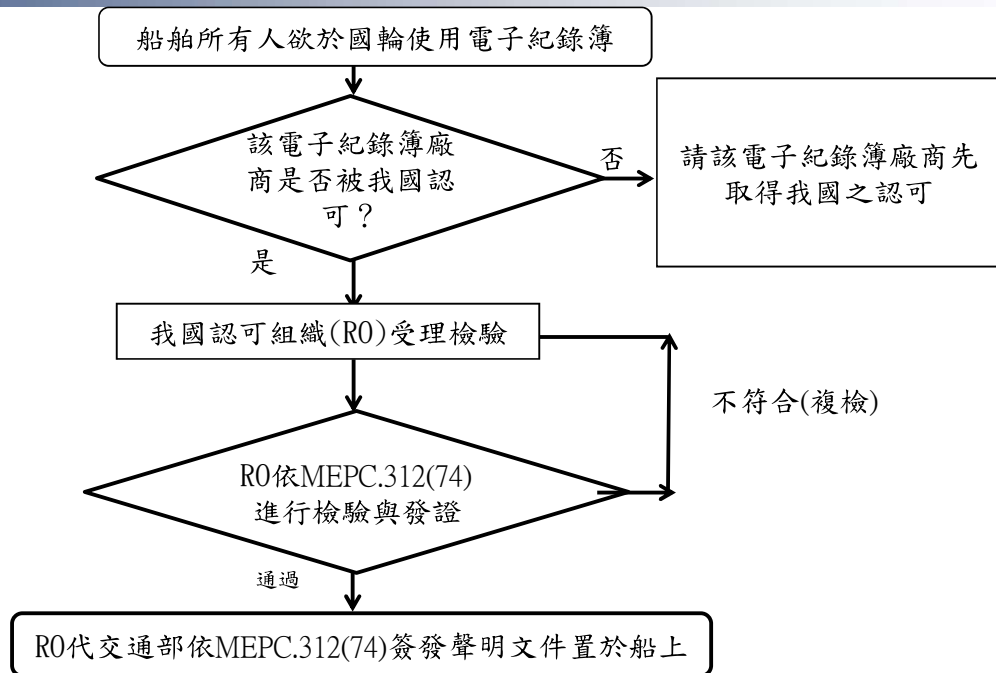 船舶所有人欲於國輪使用電子紀錄簿
該電子紀錄簿廠
商是否被我國認
可？
否
請該電子紀錄簿廠商先
取得我國之認可
是
我國認可組織(RO)受理檢驗
不符合(複檢)
RO依MEPC.312(74)
進行檢驗與發證
通過
RO代交通部依MEPC.312(74)簽發聲明文件置於船上